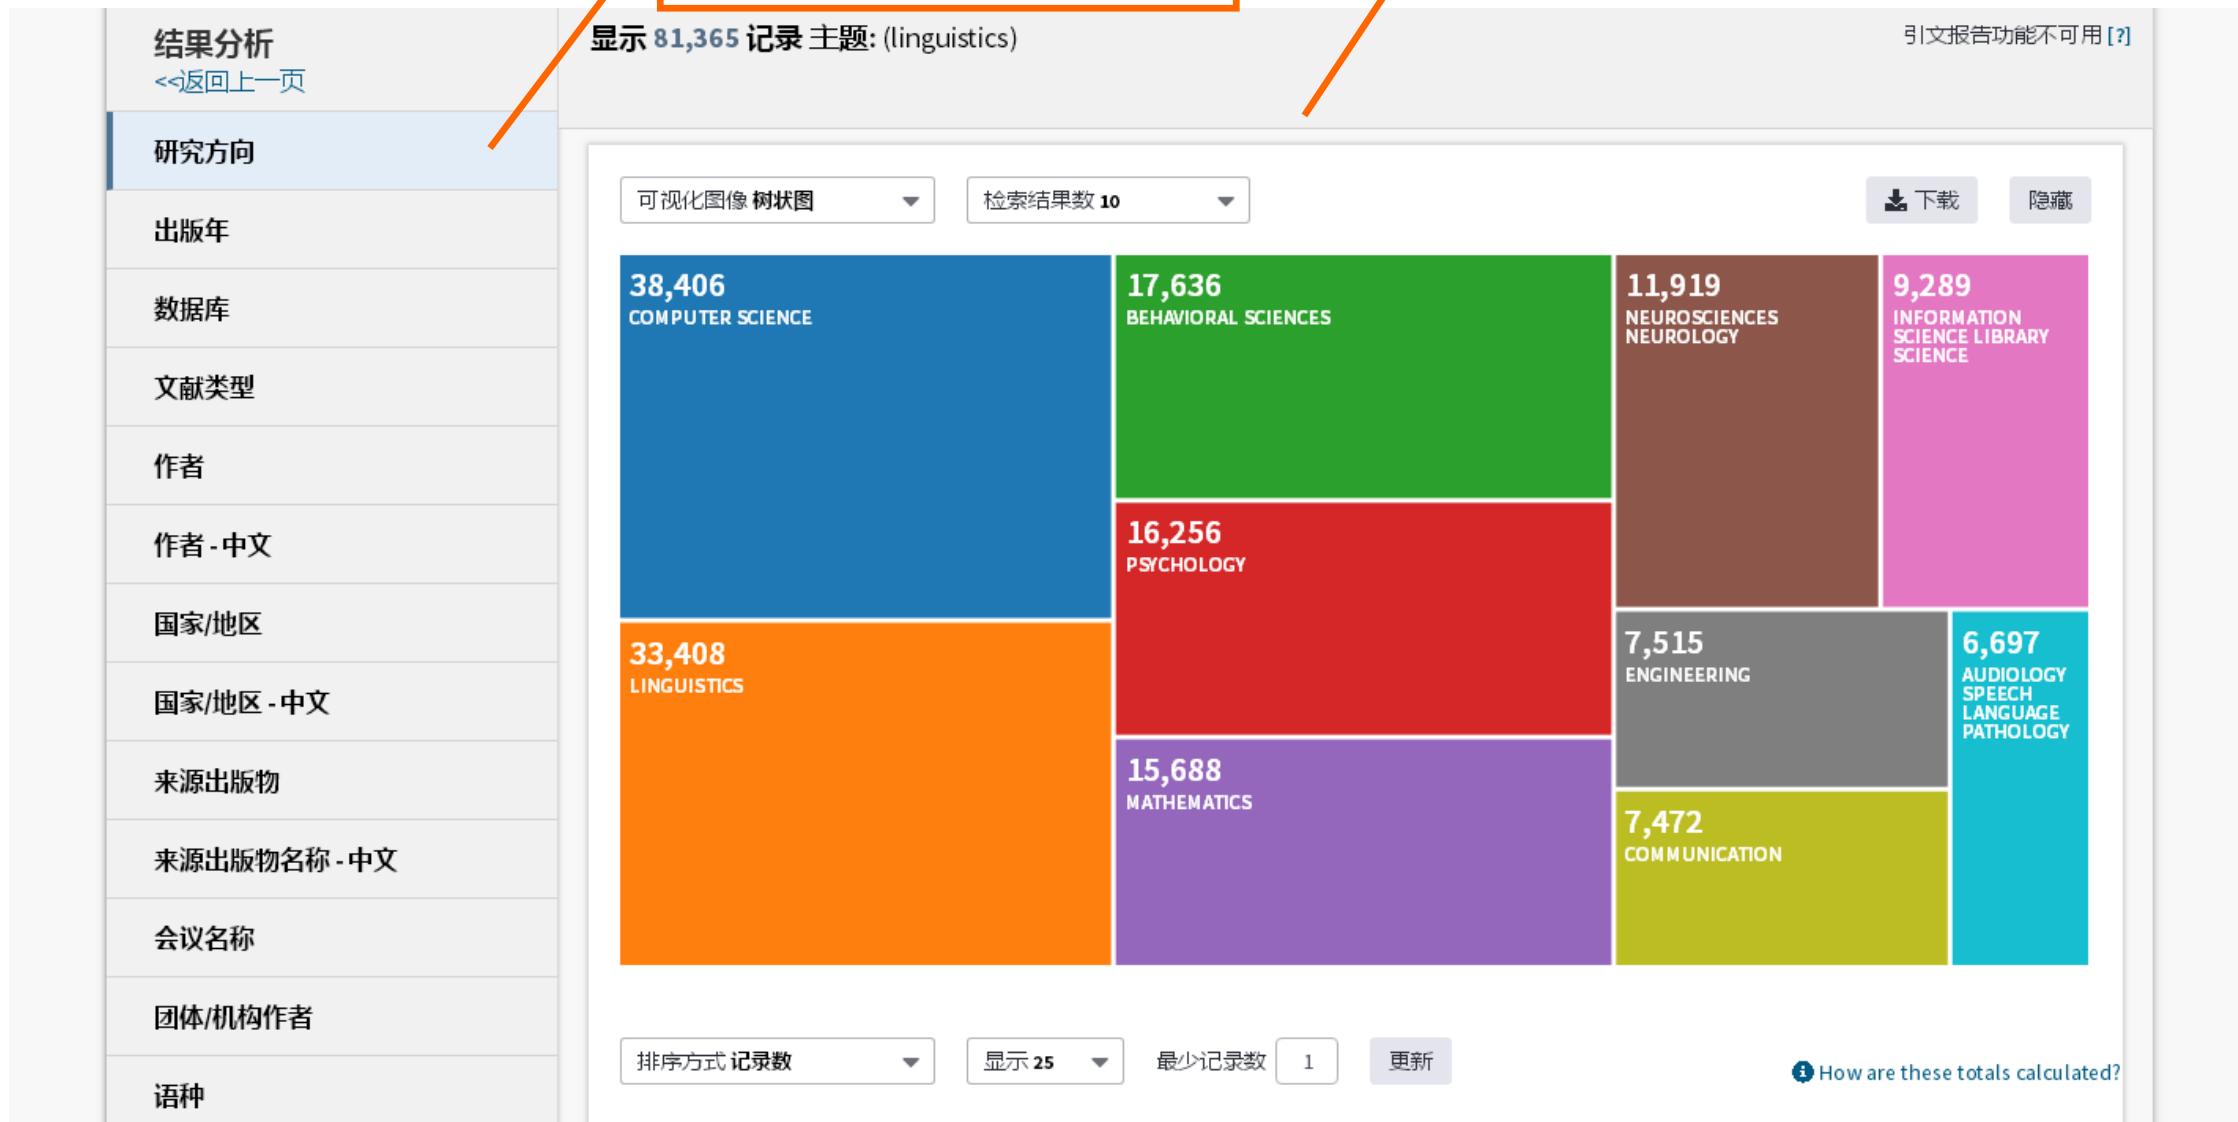 结果分析
<<返回上一页
研究方向
出版年
数据库
文献类型
作者
作者 - 中文
国家/地区
国家/地区 - 中文
来源出版物
来源出版物名称 - 中文
会议名称
团体/机构作者
语种
显示 81,365 记录 主题: (linguistics)
引文报告功能不可用 [?]
可视化图像 树状图
检索结果数 10
下载
隐藏
38,406
COMPUTER SCIENCE
33,408
LINGUISTICS
17,636
BEHAVIORAL SCIENCES
16,256
PSYCHOLOGY
15,688
MATHEMATICS
11,919
NEUROSCIENCES
NEUROLOGY
9,289
INFORMATION
SCIENCE LIBRARY
SCIENCE
7,515
ENGINEERING
7,472
COMMUNICATION
6,697
AUDIOLOGY
SPEECH
LANGUAGE
PATHOLOGY
排序方式 记录数
显示 25
最少记录数 1
更新
How are these totals calculated?